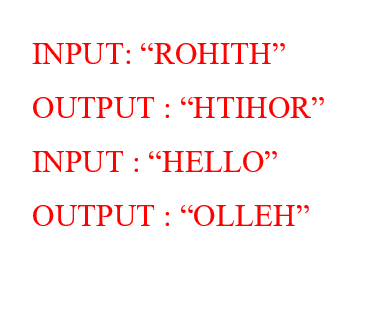 INPUT: “ROHITH”
OUTPUT : “HTIHOR”
INPUT : “HELLO”
OUTPUT : “OLLEH”